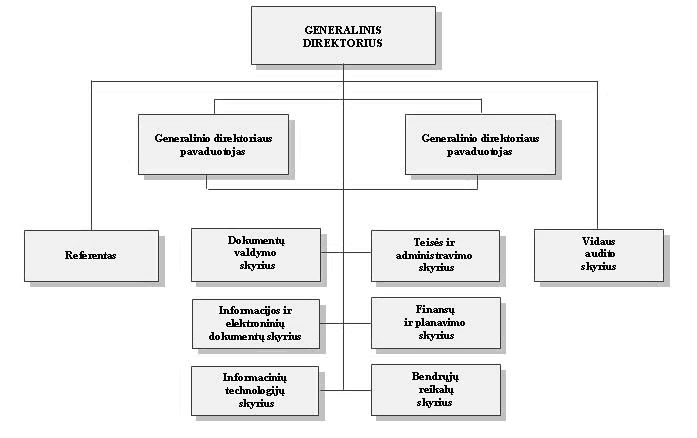 GENERALINIS
DIREKTORIUS
Generalinio direktoriaus
pavaduotojas
Generalinio direktoriaus
pavaduotojas
Referentas
Dokumentų
valdymo
skyrius
Teisės ir
administravimo
skyrius
Vidaus
audito
skyrius
Informacijos ir
elektroninių
dokumentų skyrius
Finansų
ir planavimo
skyrius
Informacinių
technologijų
skyrius
Bendrųjų
reikalų
skyrius